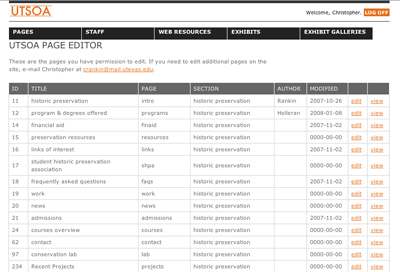 UTSOA
Welcome, Christopher. LOG OFF
PAGES STAFF WEB RESOURCES EXHIBITS EXHIBIT GALLERIES
UTSOA PAGE EDITOR
These are the pages you have permission to edit. If you need to edit additional pages on the
site, e-mail Christopher at crankin@mail.utexas.edu.
ID TITLE PAGE SECTION AUTHOR MODIFIED
11 historic preservation intro historic preservation Rankin 2007-10-26 edit view
12 program & degrees offered programs historic preservation Holleran 2008-01-08 edit view
14 financial aid finaid historic preservation 2007-11-02 edit view
15 preservation resources resources historic preservation 0000-00-00 edit view
16 links of interest links historic preservation 2007-11-02 edit view
17 student historic preservation
association shpa historic preservation 0000-00-00 edit view
18 frequently asked questions faqs historic preservation 2007-11-02 edit view
19 work work historic preservation 0000-00-00 edit view
20 news news historic preservation 0000-00-00 edit view
21 admissions admissions historic preservation 2007-11-02 edit view
24 courses overview courses historic preservation 0000-00-00 edit view
62 contact contact historic preservation 0000-00-00 edit view
97 conservation lab lab historic preservation 0000-00-00 edit view
234 Recent Projects projects historic preservation 0000-00-00 edit view